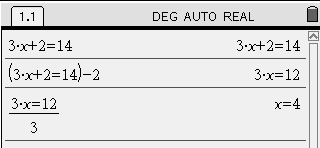 1.1 DEG AUTO REAL
3·x+2=14 3·x+2=14
(3·x+2=14)−2 3·x=12
3·x=12 x=4
3